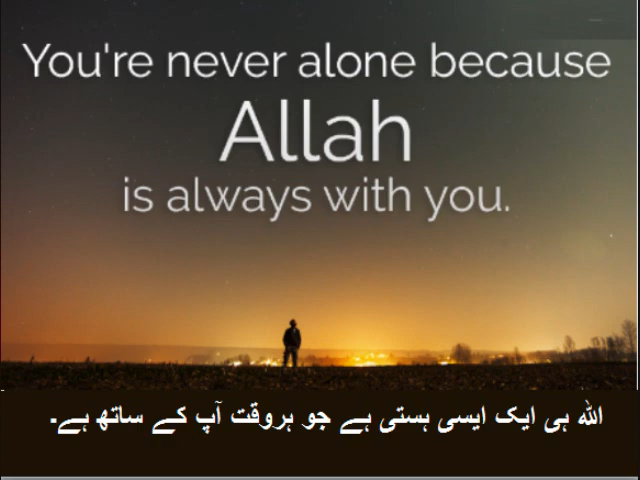 You're never alone because
Allah
is always with you.
اللہ ہی ایک ایسی ہستی ہے جو ہروقت آپ کے ساتھ ہے۔